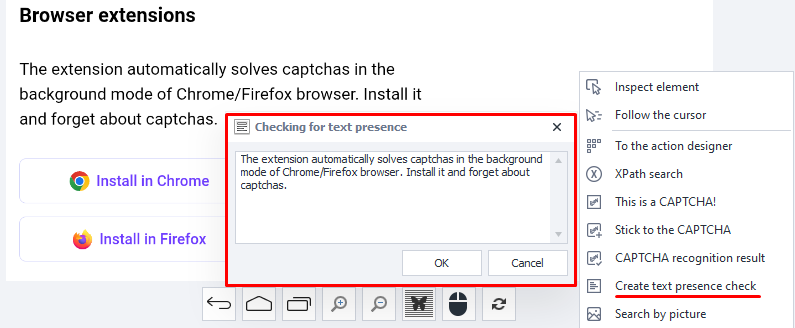 Browser extensions
The extension automatically solves captchas in the
background mode of Chrome/Firefox browser. Install it
and forget about captchas.
Install in Chrome
Install in Firefox
Checking for text presence
The extension automatically solves captchas in the background
mode of Chrome/Firefox browser. Install it and forget about
captchas.
OK
Cancel
Inspect element
Follow the cursor
To the action designer
XPath search
This is a CAPTCHA!
Stick to the CAPTCHA
CAPTCHA recognition result
Create text presence check
Search by picture